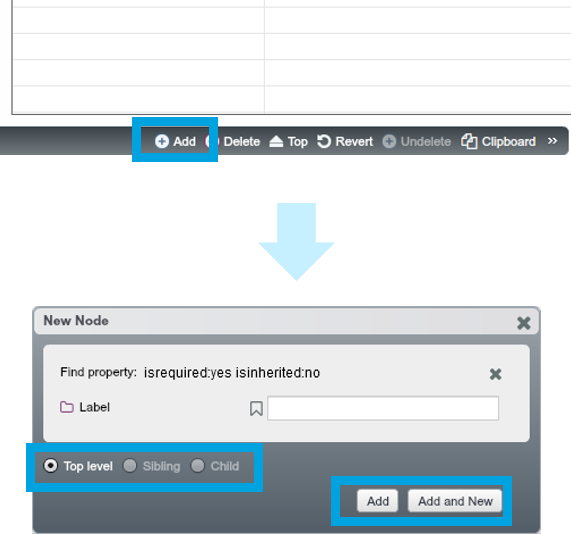 Add Delete Top Revert Undelete Clipboard »
New Node
Find property: isrequired:yes isinherited:no
Label
Top level Sibling Child
Add Add and New